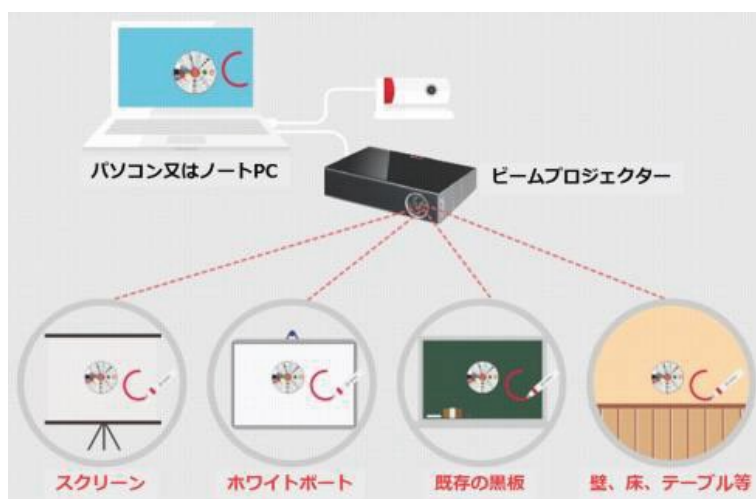 パソコン又はノートPC
ビームプロジェクター
スクリーン
ホワイトボート
既存の黒板
壁、床、テーブル等